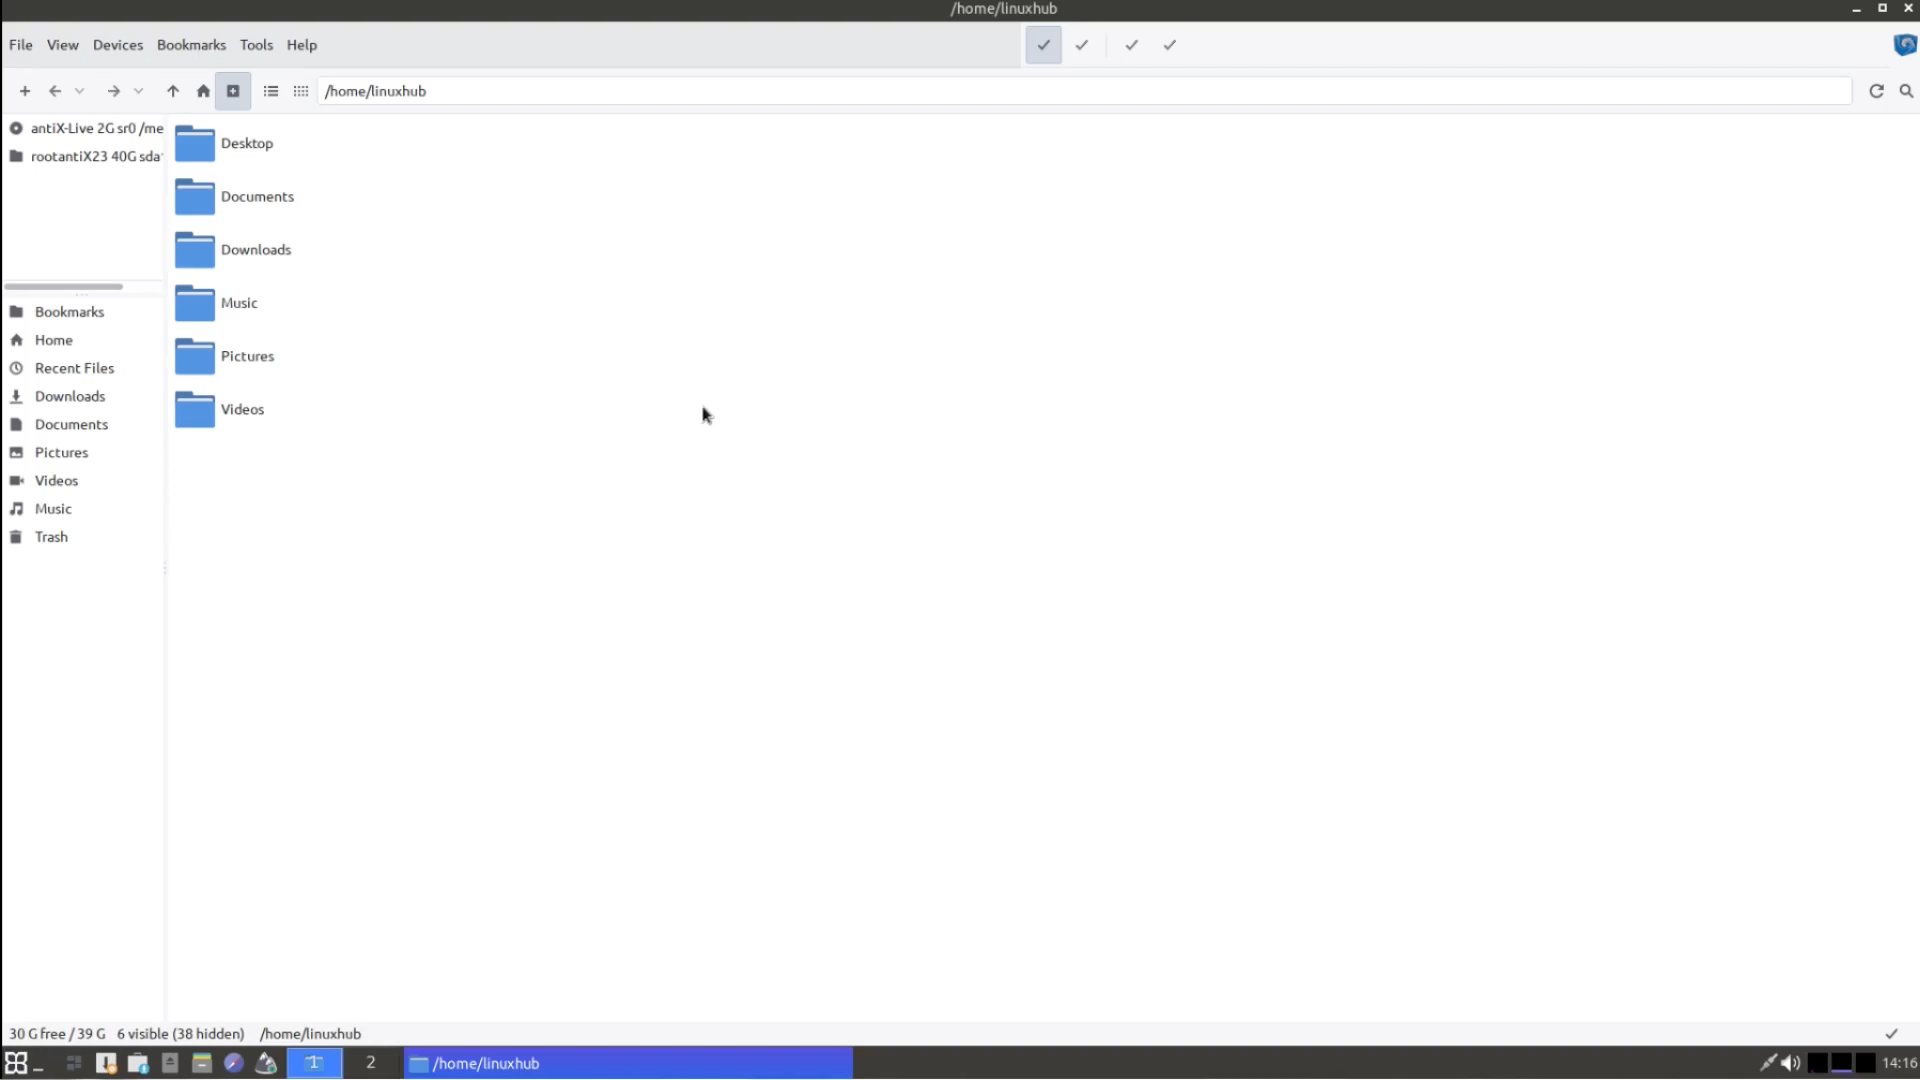 /home/linuxhub
File View Devices Bookmarks Tools Help
/home/linuxhub
antiX-Live 2G sr0 /me
rootantiX23 40G sda
Desktop
Documents
Downloads
Music
Pictures
Videos
Bookmarks
Home
Recent Files
Downloads
Documents
Pictures
Videos
Music
Trash
30 G free / 39 G 6 visible (38 hidden) /home/linuxhub
1 2 /home/linuxhub 14:16